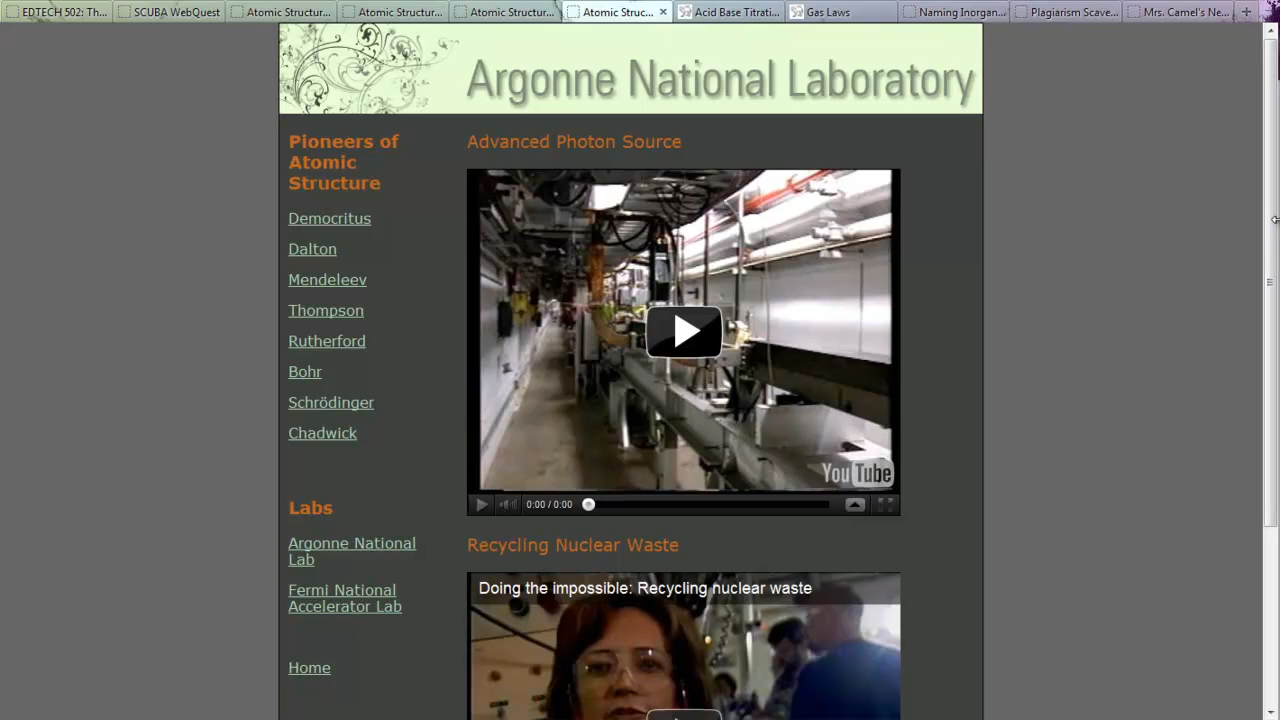 EDTECH 502: Th...
SCUBA WebQuest
Atomic Structur...
Atomic Structur...
Atomic Structur...
Atomic Struc...
Acid Base Titrati...
Gas Laws
Naming Inorgan...
Plagiarism Scave...
Mrs. Camel's Ne...
Argonne National Laboratory
Pioneers of
Atomic
Structure
Democritus
Dalton
Mendeleev
Thompson
Rutherford
Bohr
Schrödinger
Chadwick
Labs
Argonne National
Lab
Fermi National
Accelerator Lab
Home
Advanced Photon Source
YouTube
0:00 / 0:00
Recycling Nuclear Waste
Doing the impossible: Recycling nuclear waste